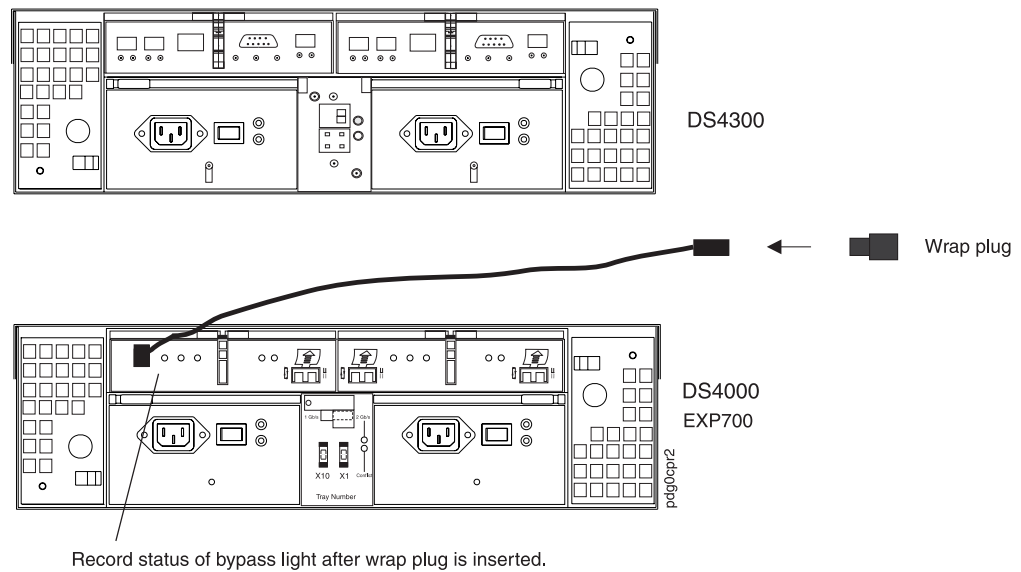 DS4300
Wrap plug
DS4000
EXP700
1 Gb/s
2 Gb/s
X10
X1
Conflict
Tray Number
pdg0cpr2
Record status of bypass light after wrap plug is inserted.